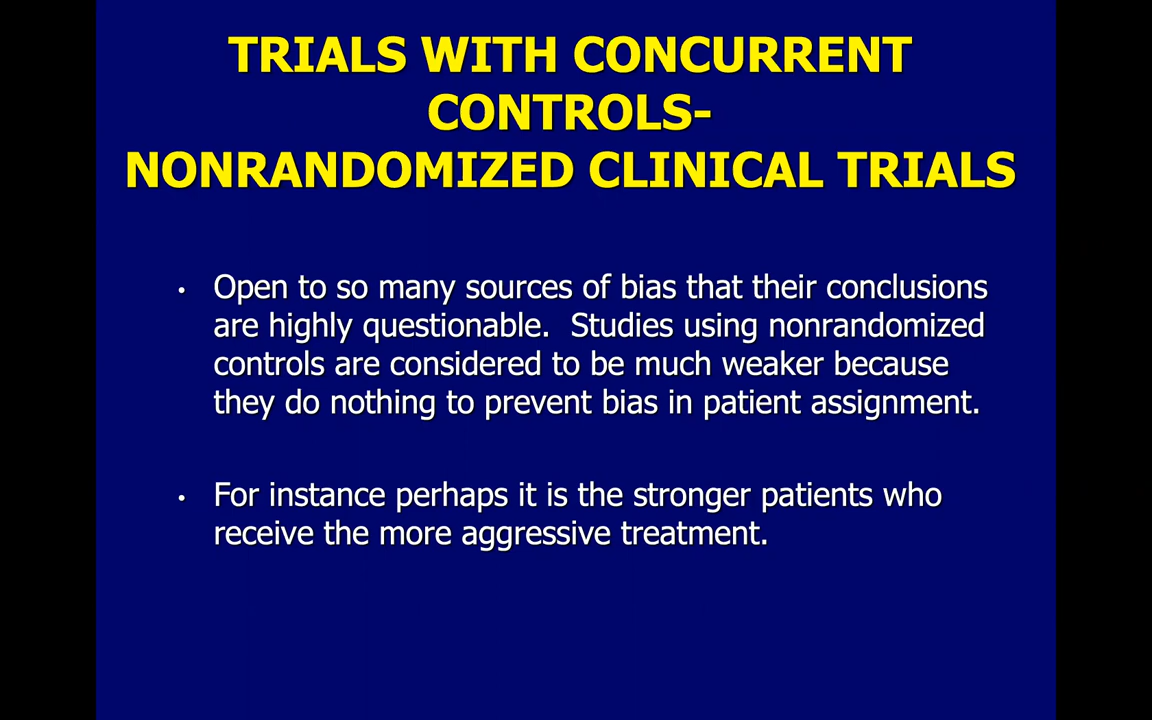 TRIALS WITH CONCURRENT
CONTROLS-
NONRANDOMIZED CLINICAL TRIALS
• Open to so many sources of bias that their conclusions
are highly questionable.  Studies using nonrandomized
controls are considered to be much weaker because
they do nothing to prevent bias in patient assignment.
• For instance perhaps it is the stronger patients who
receive the more aggressive treatment.